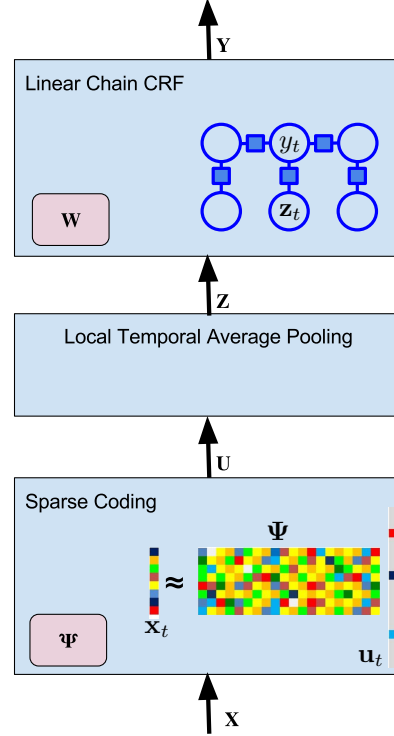 Y
Linear Chain CRF
y_t
W
z_t
Z
Local Temporal Average Pooling
U
Sparse Coding
Ψ
≈
x_t
Ψ
u_t
X